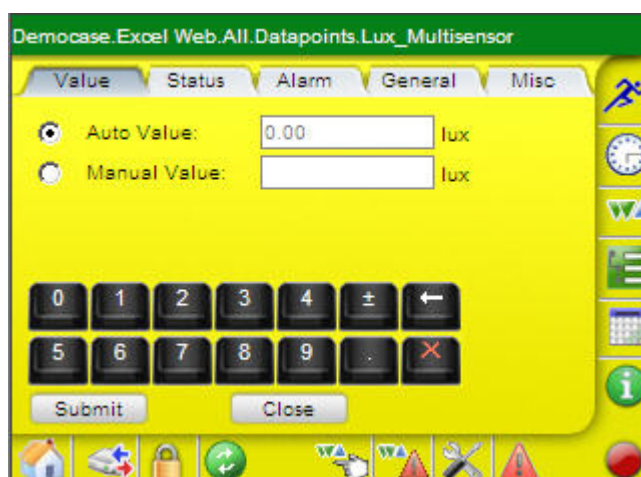 Democase.Excel Web.All.Datapoints.Lux_Multisensor
Value Status Alarm General Misc
Auto Value: 0.00 lux
Manual Value: lux
0 1 2 3 4 ± ←
5 6 7 8 9 . ✕
Submit Close